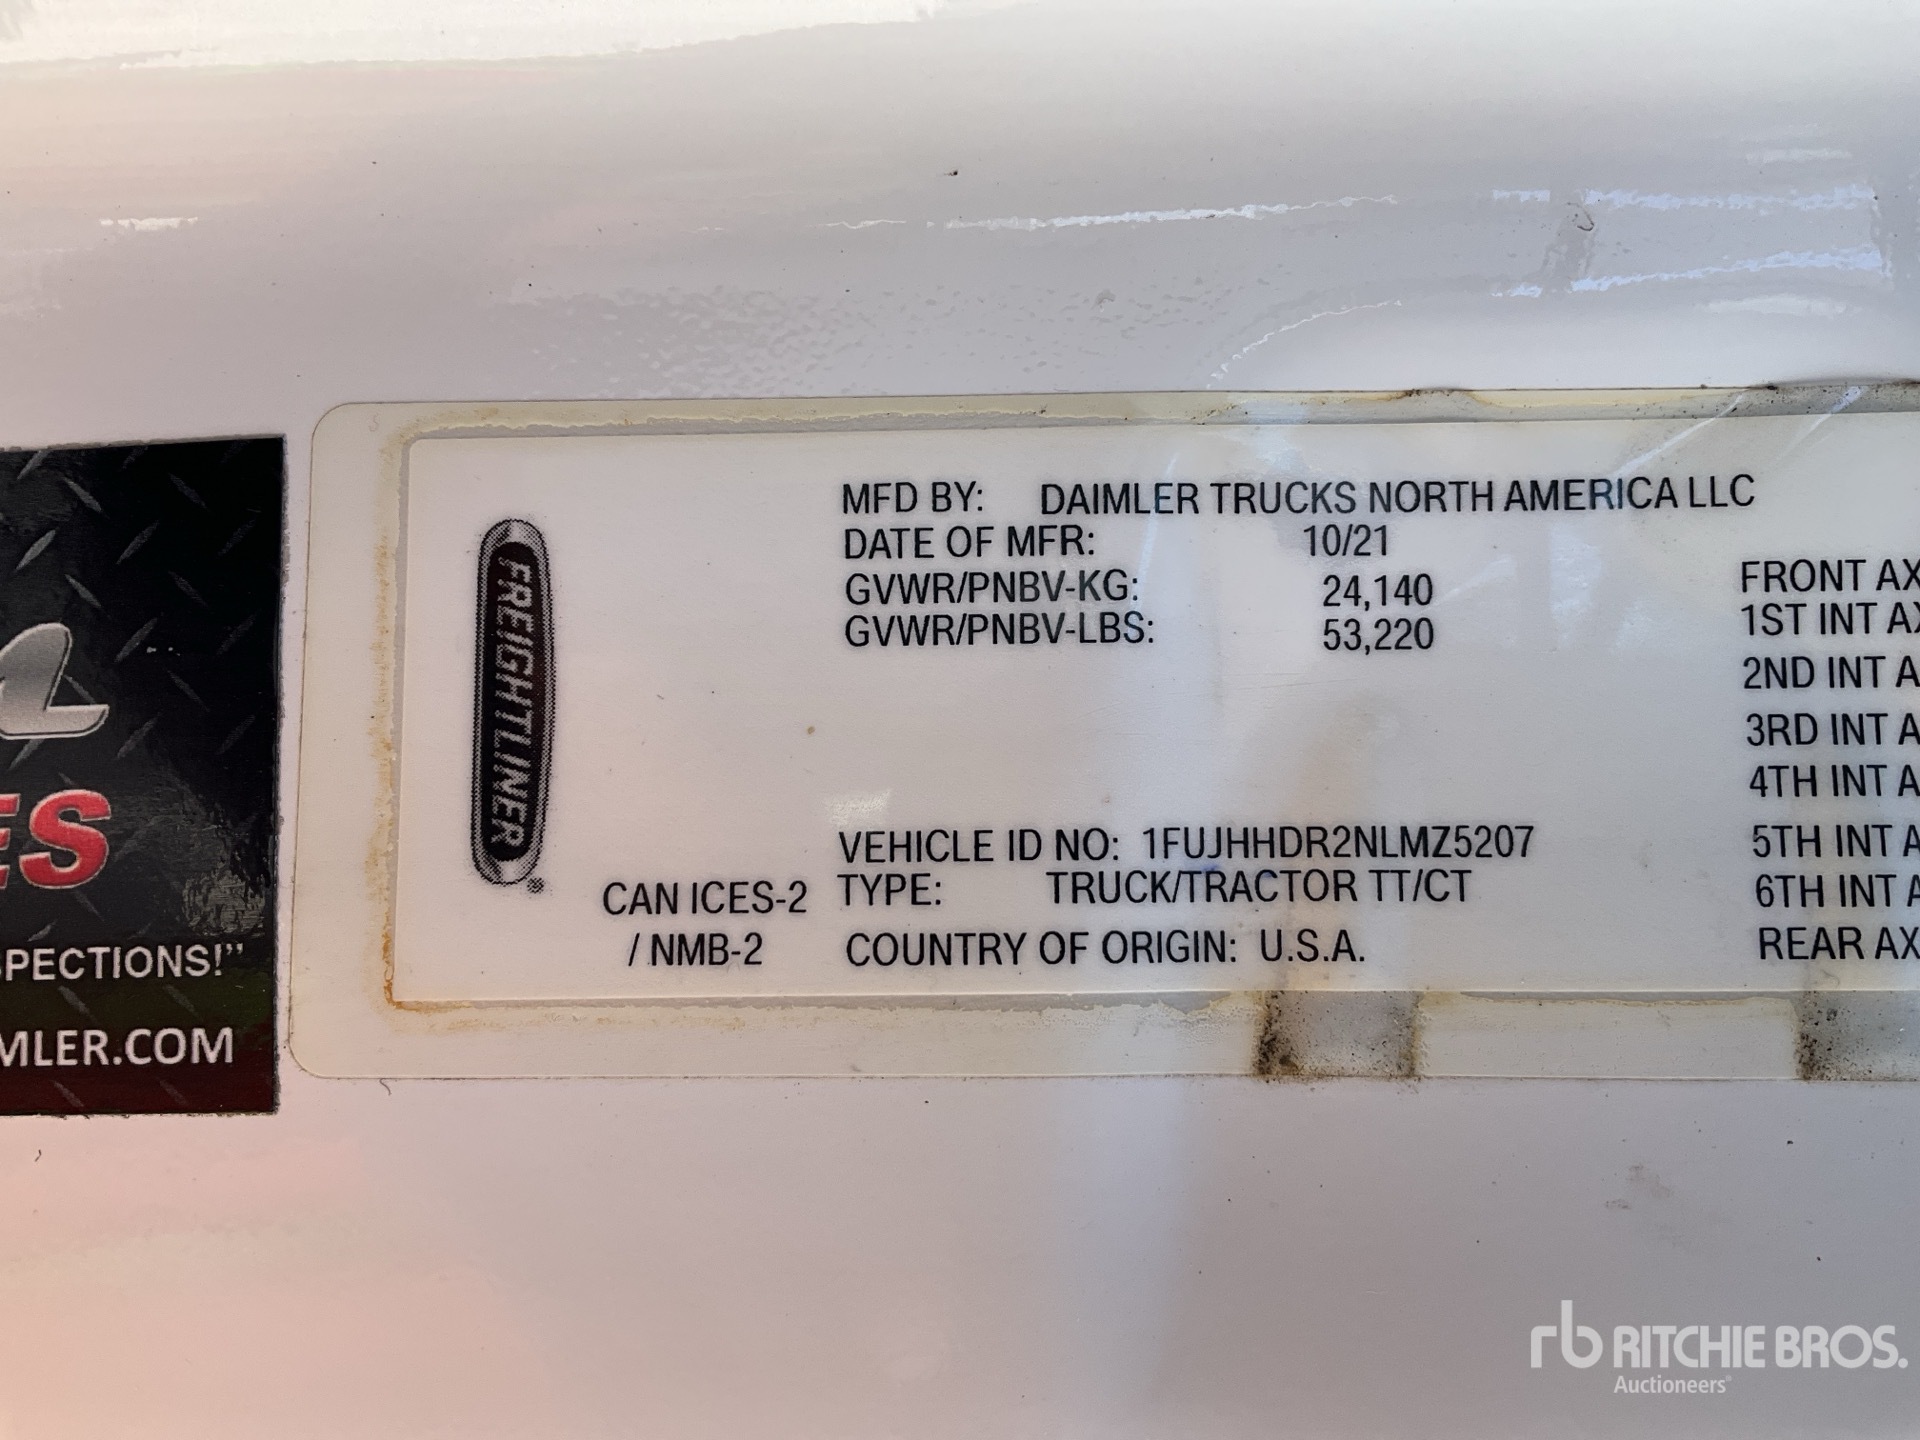 MFD BY: DAIMLER TRUCKS NORTH AMERICA LLC
DATE OF MFR: 10/21
GVWR/PNBV-KG: 24,140
GVWR/PNBV-LBS: 53,220
FREIGHTLINER
VEHICLE ID NO: 1FUJHHDR2NLMZ5207
CAN ICES-2
/ NMB-2
TYPE: TRUCK/TRACTOR TT/CT
COUNTRY OF ORIGIN: U.S.A.
FRONT AX
1ST INT AX
2ND INT A
3RD INT A
4TH INT A
5TH INT A
6TH INT A
REAR AX
ES
SPECTIONS!"
MLER.COM
rb RITCHIE BROS.
Auctioneers